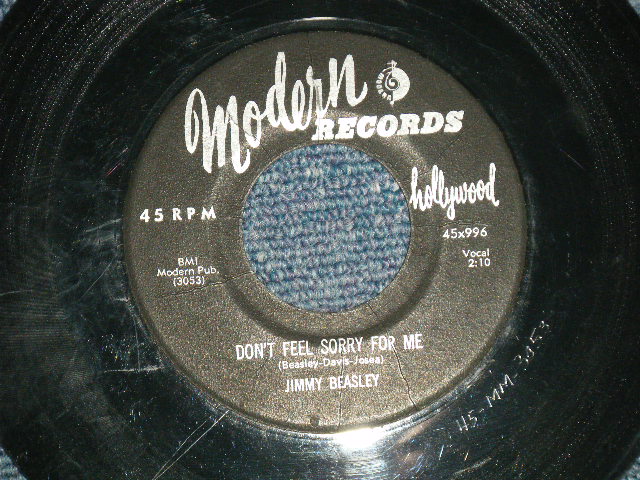 Modern
RECORDS
hollywood
45 RPM
45x996
BMI
Modern Pub.
(3053)
Vocal
2:10
DON'T FEEL SORRY FOR ME
(Beasley-Davis-Josea)
JIMMY BEASLEY
45-MM-3053